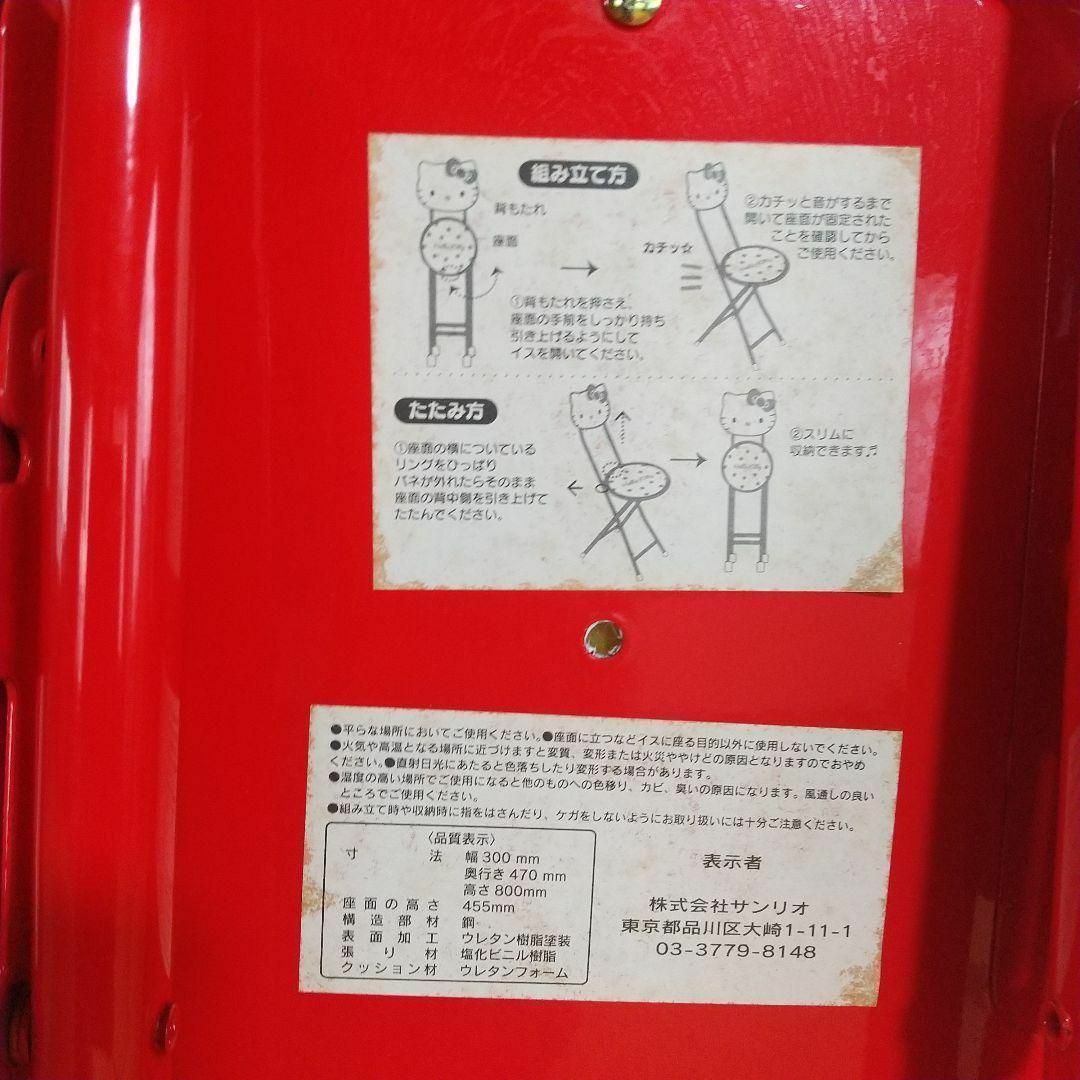 組み立て方
背もたれ
座面
①背もたれを押さえ、
座面の手前をしっかり持ち
引き上げるようにして
イスを開いてください。
カチッ☆
②カチッと音がするまで
開いて座面が固定された
ことを確認してから
ご使用ください。
たたみ方
①座面の横についている
リングをひっぱり
バネが外れたらそのまま
座面の背中側を引き上げて
たたんでください。
②スリムに
収納できます♬
●平らな場所においてご使用ください。●座面に立つなどイスに座る目的以外に使用しないでください。
●火気や高温となる場所に近づけますと変質、変形または火災ややけどの原因となりますのでおやめ
ください。●直射日光にあたると色落ちしたり変形する場合があります。
●湿度の高い場所でご使用になると他のものへの色移り、カビ、臭いの原因になります。風通しの良い
ところでご使用ください。
●組み立て時や収納時に指をはさんだり、ケガをしないようにお取り扱いには十分ご注意ください。
〈品質表示〉
寸法 幅300mm
奥行き470mm
高さ800mm
座面の高さ 455mm
構造部材 鋼
表面加工 ウレタン樹脂塗装
張り材 塩化ビニル樹脂
クッション材 ウレタンフォーム
表示者
株式会社サンリオ
東京都品川区大崎1-11-1
03-3779-8148